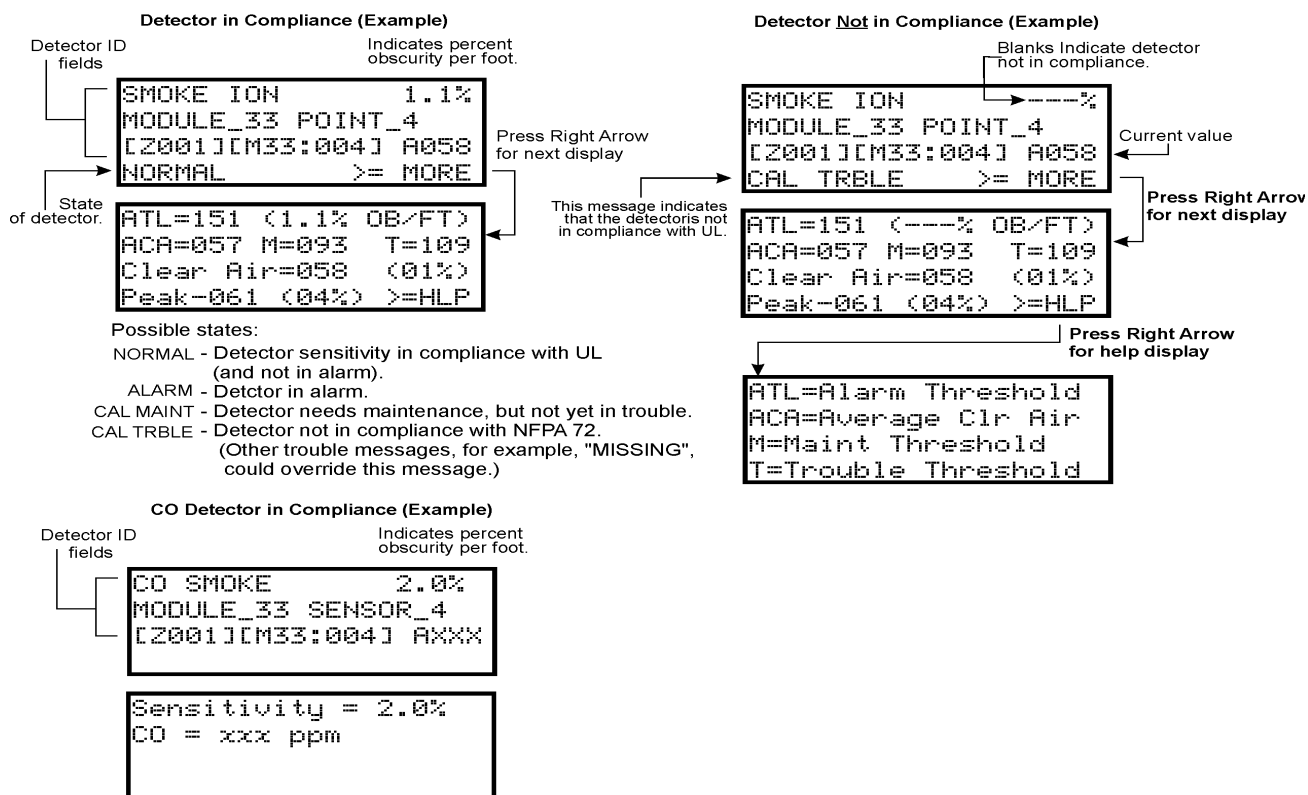 Detector in Compliance (Example)
Detector ID
fields
Indicates percent
obscurity per foot.
SMOKE ION 1.1%
MODULE_33 POINT_4
[Z001][M33:004] A058
NORMAL >= MORE
State
of detector.
Press Right Arrow
for next display
ATL=151 (1.1% OB/FT)
ACA=057 M=093 T=109
Clear Air=058 (01%)
Peak-061 (04%) >=HLP
Possible states:
NORMAL - Detector sensitivity in compliance with UL
(and not in alarm).
ALARM - Detctor in alarm.
CAL MAINT - Detector needs maintenance, but not yet in trouble.
CAL TRBLE - Detector not in compliance with NFPA 72.
(Other trouble messages, for example, "MISSING",
could override this message.)
Detector Not in Compliance (Example)
Blanks Indicate detector
not in compliance.
SMOKE ION ---%
MODULE_33 POINT_4
[Z001][M33:004] A058
CAL TRBLE >= MORE
Current value
This message indicates
that the detectoris not
in compliance with UL.
Press Right Arrow
for next display
ATL=151 (---% OB/FT)
ACA=057 M=093 T=109
Clear Air=058 (01%)
Peak-061 (04%) >=HLP
Press Right Arrow
for help display
ATL=Alarm Threshold
ACA=Average Clr Air
M=Maint Threshold
T=Trouble Threshold
CO Detector in Compliance (Example)
Detector ID
fields
Indicates percent
obscurity per foot.
CO SMOKE 2.0%
MODULE_33 SENSOR_4
[Z001][M33:004] AXXX
Sensitivity = 2.0%
CO = xxx ppm